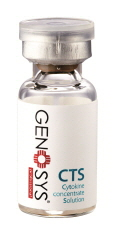 GENOSYS
CTS
Cytokine
concentrate
Solution